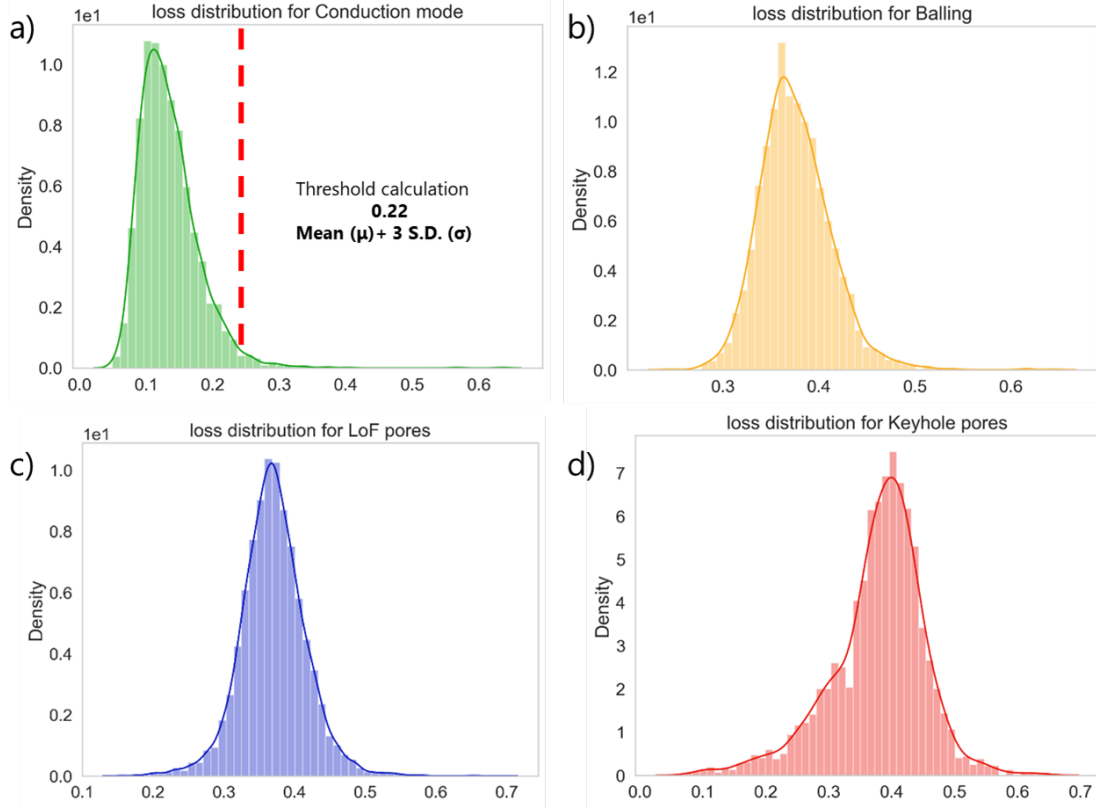 a)
loss distribution for Conduction mode
1e1
1.0
0.8
0.6
0.4
0.2
0.0
Density
Threshold calculation
0.22
Mean (μ)+ 3 S.D. (σ)
0.0 0.1 0.2 0.3 0.4 0.5 0.6
b)
loss distribution for Balling
1e1
1.2
1.0
0.8
0.6
0.4
0.2
0.0
Density
0.3 0.4 0.5 0.6
c)
loss distribution for LoF pores
1e1
1.0
0.8
0.6
0.4
0.2
0.0
Density
0.1 0.2 0.3 0.4 0.5 0.6 0.7
d)
loss distribution for Keyhole pores
7
6
5
4
3
2
1
0
Density
0.0 0.1 0.2 0.3 0.4 0.5 0.6 0.7